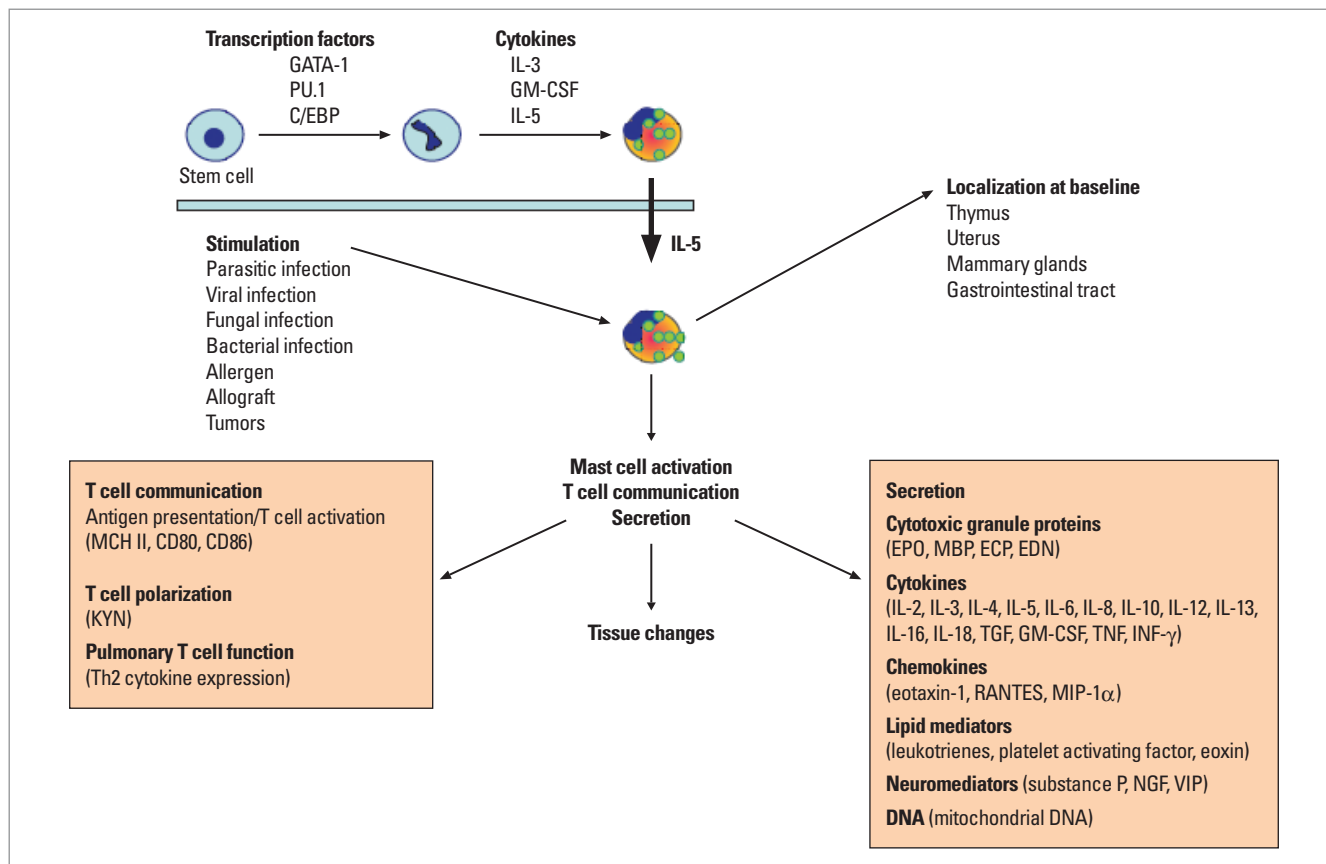 Transcription factors
GATA-1
PU.1
C/EBP
Cytokines
IL-3
GM-CSF
IL-5
Stem cell
IL-5
Localization at baseline
Thymus
Uterus
Mammary glands
Gastrointestinal tract
Stimulation
Parasitic infection
Viral infection
Fungal infection
Bacterial infection
Allergen
Allograft
Tumors
Mast cell activation
T cell communication
Secretion
Tissue changes
T cell communication
Antigen presentation/T cell activation
(MCH II, CD80, CD86)
T cell polarization
(KYN)
Pulmonary T cell function
(Th2 cytokine expression)
Secretion
Cytotoxic granule proteins
(EPO, MBP, ECP, EDN)
Cytokines
(IL-2, IL-3, IL-4, IL-5, IL-6, IL-8, IL-10, IL-12, IL-13,
IL-16, IL-18, TGF, GM-CSF, TNF, INF-γ)
Chemokines
(eotaxin-1, RANTES, MIP-1α)
Lipid mediators
(leukotrienes, platelet activating factor, eoxin)
Neuromediators (substance P, NGF, VIP)
DNA (mitochondrial DNA)